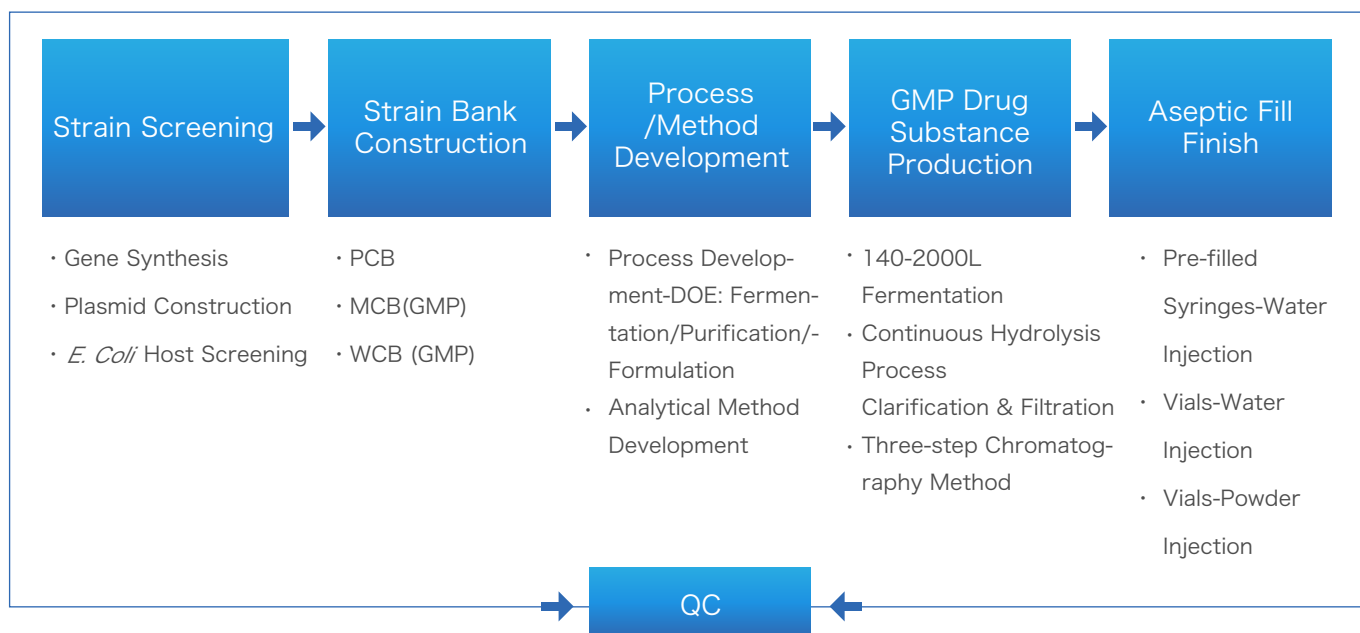 Strain Screening
Strain Bank
Construction
Process
/Method
Development
GMP Drug
Substance
Production
Aseptic Fill
Finish
· Gene Synthesis
· Plasmid Construction
· E. Coli Host Screening
· PCB
· MCB(GMP)
· WCB (GMP)
· Process Develop-
ment-DOE: Fermen-
tation/Purification/-
Formulation
· Analytical Method
Development
· 140-2000L
Fermentation
· Continuous Hydrolysis
Process
Clarification & Filtration
· Three-step Chromatog-
raphy Method
· Pre-filled
Syringes-Water
Injection
· Vials-Water
Injection
· Vials-Powder
Injection
QC